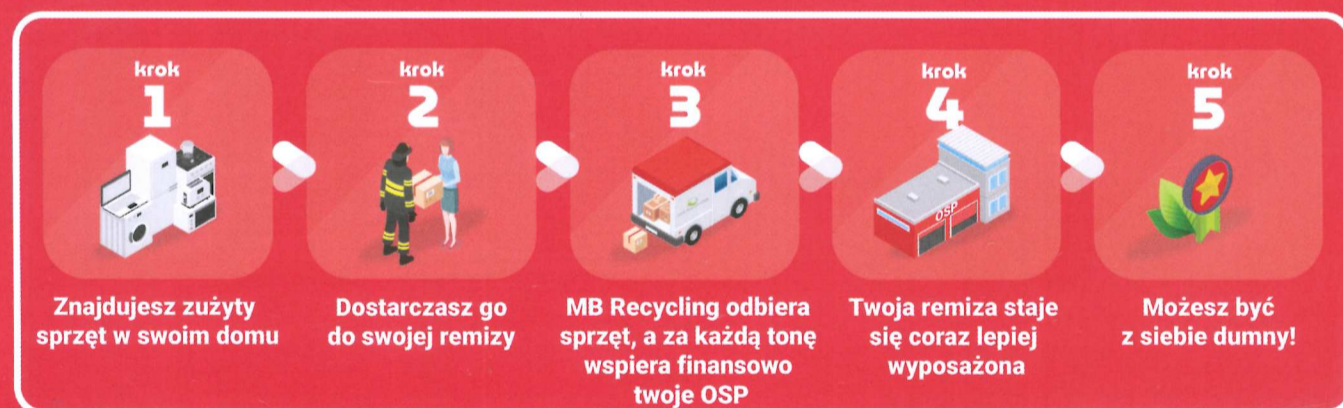 krok
1
Znajdujesz zużyty
sprzęt w swoim domu
krok
2
Dostarczasz go
do swojej remizy
krok
3
MB Recycling odbiera
sprzęt, a za każdą tonę
wspiera finansowo
twoje OSP
krok
4
OSP
Twoja remiza staje
się coraz lepiej
wyposażona
krok
5
Możesz być
z siebie dumny!